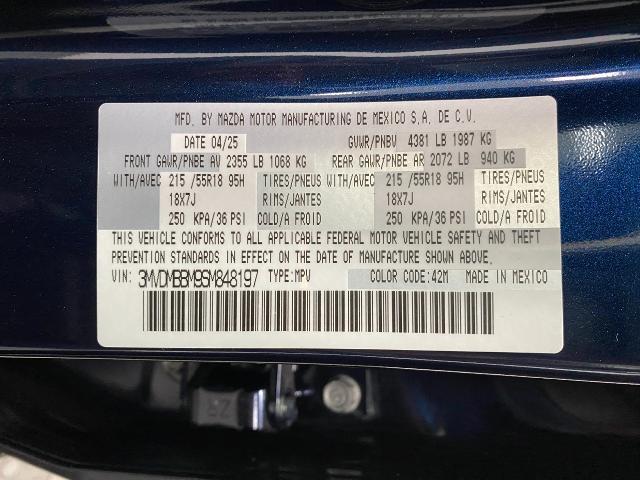 MFD. BY MAZDA MOTOR MANUFACTURING DE MEXICO S.A. DE C.V.
DATE 04/25 GVWR/PNBV 4381 LB 1987 KG
FRONT GAWR/PNBE AV 2355 LB 1068 KG REAR GAWR/PNBE AR 2072 LB 940 KG
WITH/AVEC 215 /55R18 95H TIRES/PNEUS WITH/AVEC 215 /55R18 95H TIRES/PNEUS
18X7J RIMS/JANTES 18X7J RIMS/JANTES
250 KPA/36 PSI COLD/A FROID 250 KPA/36 PSI COLD/A FROID
THIS VEHICLE CONFORMS TO ALL APPLICABLE FEDERAL MOTOR VEHICLE SAFETY AND THEFT
PREVENTION STANDARDS IN EFFECT ON THE DATE OF MANUFACTURE SHOWN ABOVE.
VIN: 3MVDMBBM9SM848197 TYPE:MPV COLOR CODE:42M MADE IN MEXICO